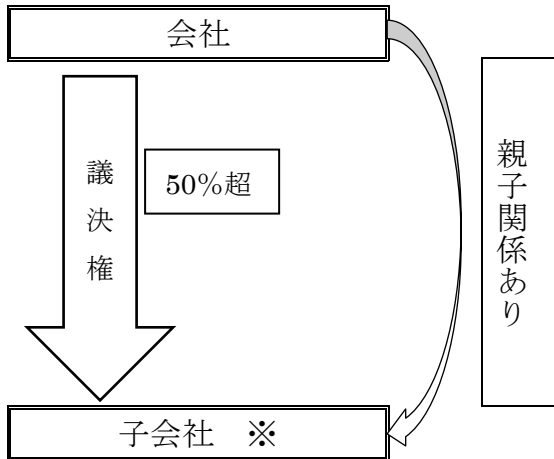 会社
議決権
50%超
親子関係あり
子会社　※